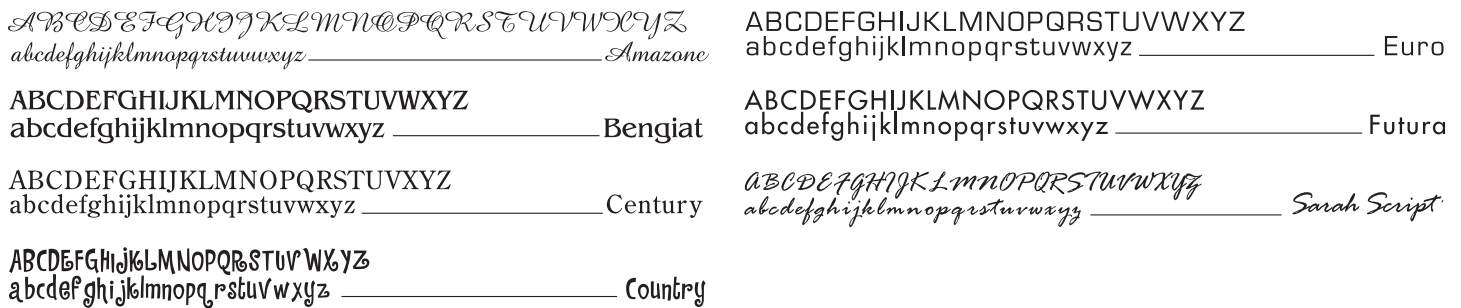 ABCDEFGHIJKLMNOPQRSTUVWXYZ
abcdefghijklmnopqrstuvwxyz Amazone
ABCDEFGHIJKLMNOPQRSTUVWXYZ
abcdefghijklmnopqrstuvwxyz Bengiat
ABCDEFGHIJKLMNOPQRSTUVXYZ
abcdefghijklmnopqrstuvwxyz Century
ABCDEFGHIJKLMNOPQRSTUVWXYZ
abcdefghijklmnopqrstuvwxyz Country
ABCDEFGHIJKLMNOPQRSTUVWXYZ
abcdefghijklmnopqrstuvwxyz Euro
ABCDEFGHIJKLMNOPQRSTUVWXYZ
abcdefghijklmnopqrstuvwxyz Futura
ABCDEFGHIJKLMNOPQRSTUVWXYZ
abcdefghijklmnopqrstuvwxyz Sarah Script